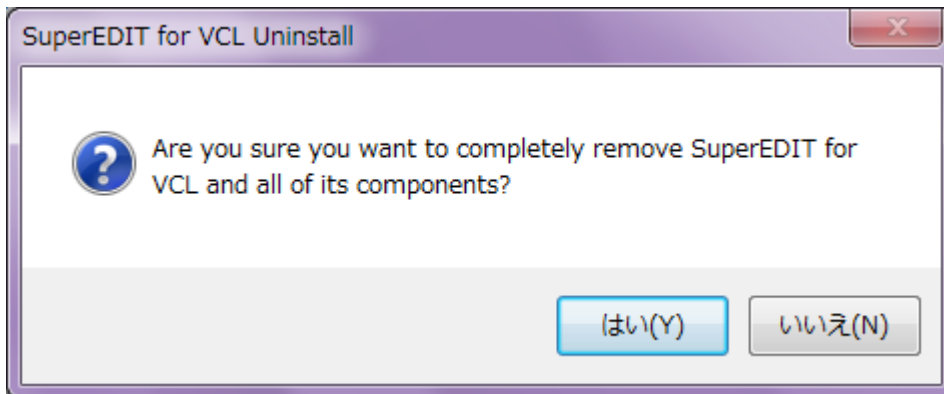 SuperEDIT for VCL Uninstall
Are you sure you want to completely remove SuperEDIT for
VCL and all of its components?
はい(Y)
いいえ(N)